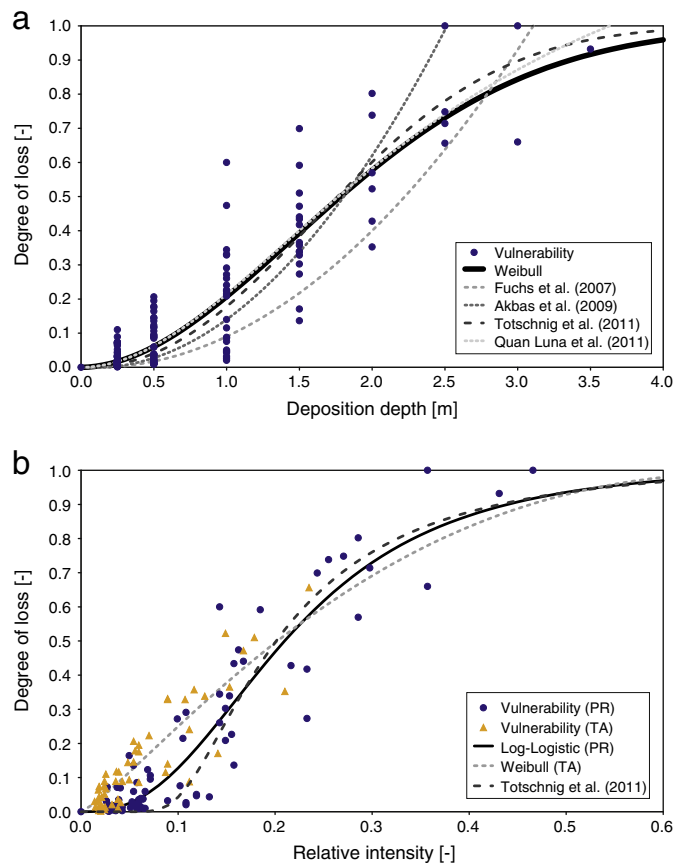 a
1.0
0.9
0.8
0.7
0.6
0.5
0.4
0.3
0.2
0.1
0.0
Degree of loss [-]
Vulnerability
Weibull
Fuchs et al. (2007)
Akbas et al. (2009)
Totschnig et al. (2011)
Quan Luna et al. (2011)
0.0 0.5 1.0 1.5 2.0 2.5 3.0 3.5 4.0
Deposition depth [m]
b
1.0
0.9
0.8
0.7
0.6
0.5
0.4
0.3
0.2
0.1
0.0
Degree of loss [-]
Vulnerability (PR)
Vulnerability (TA)
Log-Logistic (PR)
Weibull (TA)
Totschnig et al. (2011)
0.0 0.1 0.2 0.3 0.4 0.5 0.6
Relative intensity [-]